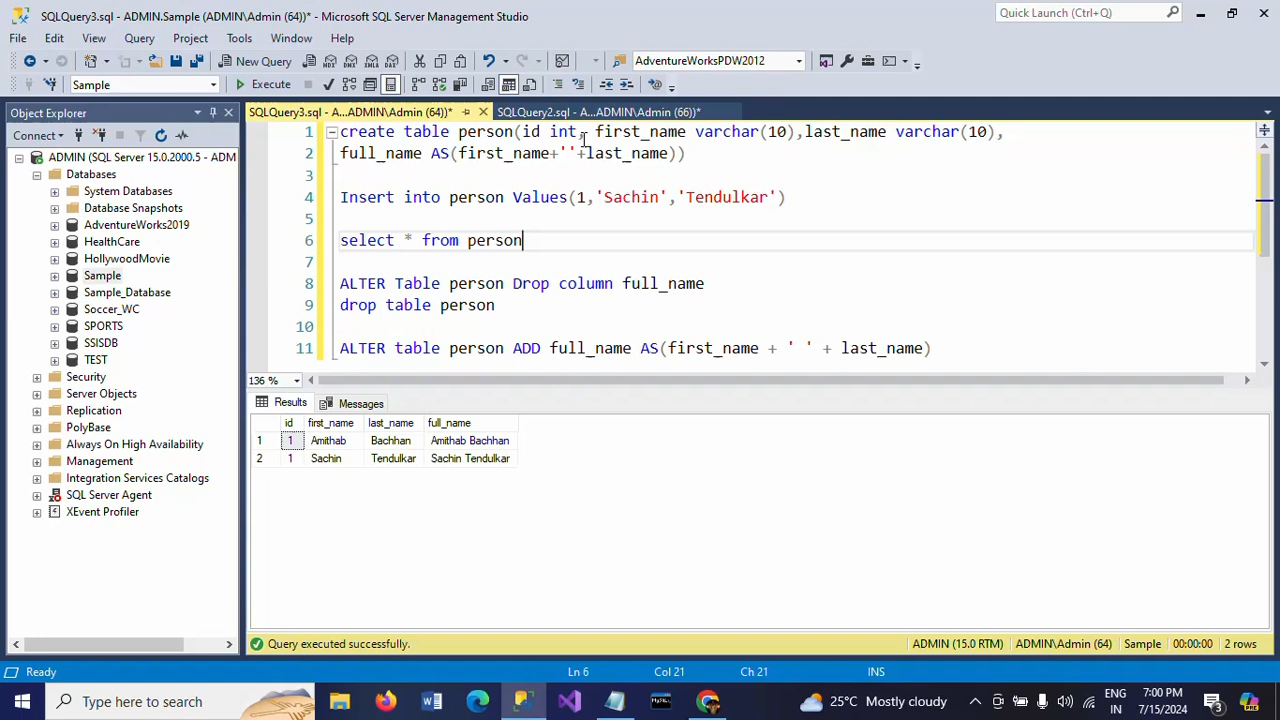 SQLQuery3.sql - ADMIN.Sample (ADMIN\Admin (64))* - Microsoft SQL Server Management Studio
Quick Launch (Ctrl+Q)
File Edit View Query Project Tools Window Help
New Query AdventureWorksPDW2012
Sample Execute
Object Explorer
SQLQuery3.sql - A...ADMIN\Admin (64))*
SQLQuery2.sql - A...ADMIN\Admin (66))*
Connect
ADMIN (SQL Server 15.0.2000.5 - ADM
Databases
System Databases
Database Snapshots
AdventureWorks2019
HealthCare
HollywoodMovie
Sample
Sample_Database
Soccer_WC
SPORTS
SSISDB
TEST
Security
Server Objects
Replication
PolyBase
Always On High Availability
Management
Integration Services Catalogs
SQL Server Agent
XEvent Profiler
1 create table person(id int, first_name varchar(10),last_name varchar(10),
2 full_name AS(first_name+''+last_name))
3
4 Insert into person Values(1,'Sachin','Tendulkar')
5
6 select * from person
7
8 ALTER Table person Drop column full_name
9 drop table person
10
11 ALTER table person ADD full_name AS(first_name + ' ' + last_name)
136 %
Results Messages
id first_name last_name full_name
1 1 Amithab Bachhan Amithab Bachhan
2 1 Sachin Tendulkar Sachin Tendulkar
Query executed successfully.
ADMIN (15.0 RTM) ADMIN\Admin (64) Sample 00:00:00 2 rows
Ready Ln 6 Col 21 Ch 21 INS
Type here to search
25°C Mostly cloudy
ENG
IN
7:00 PM
7/15/2024
3